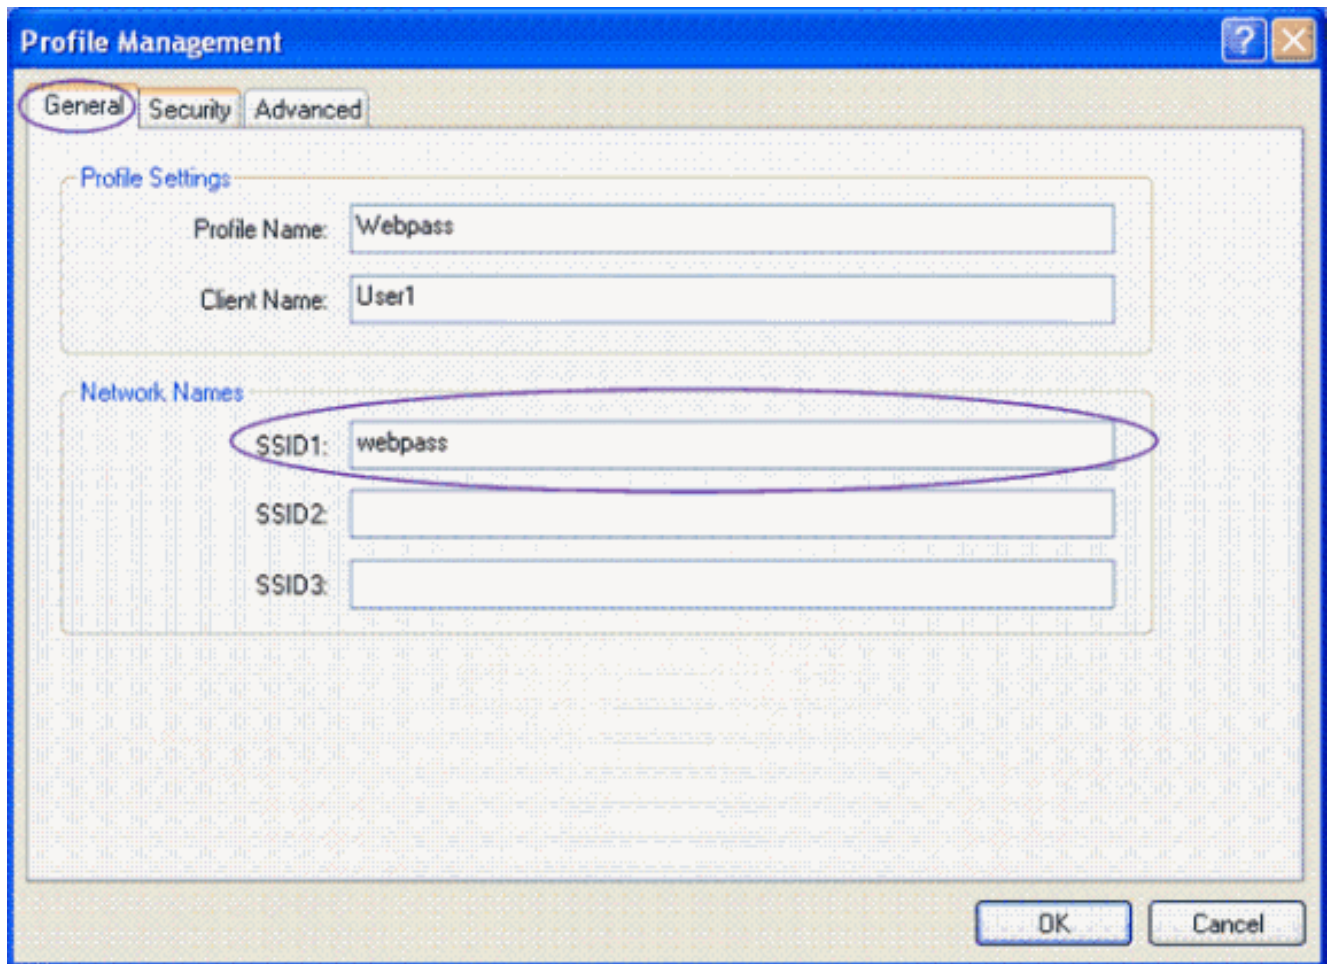 Profile Management
General Security Advanced
Profile Settings
Profile Name: Webpass
Client Name: User1
Network Names
SSID1: webpass
SSID2:
SSID3:
OK Cancel